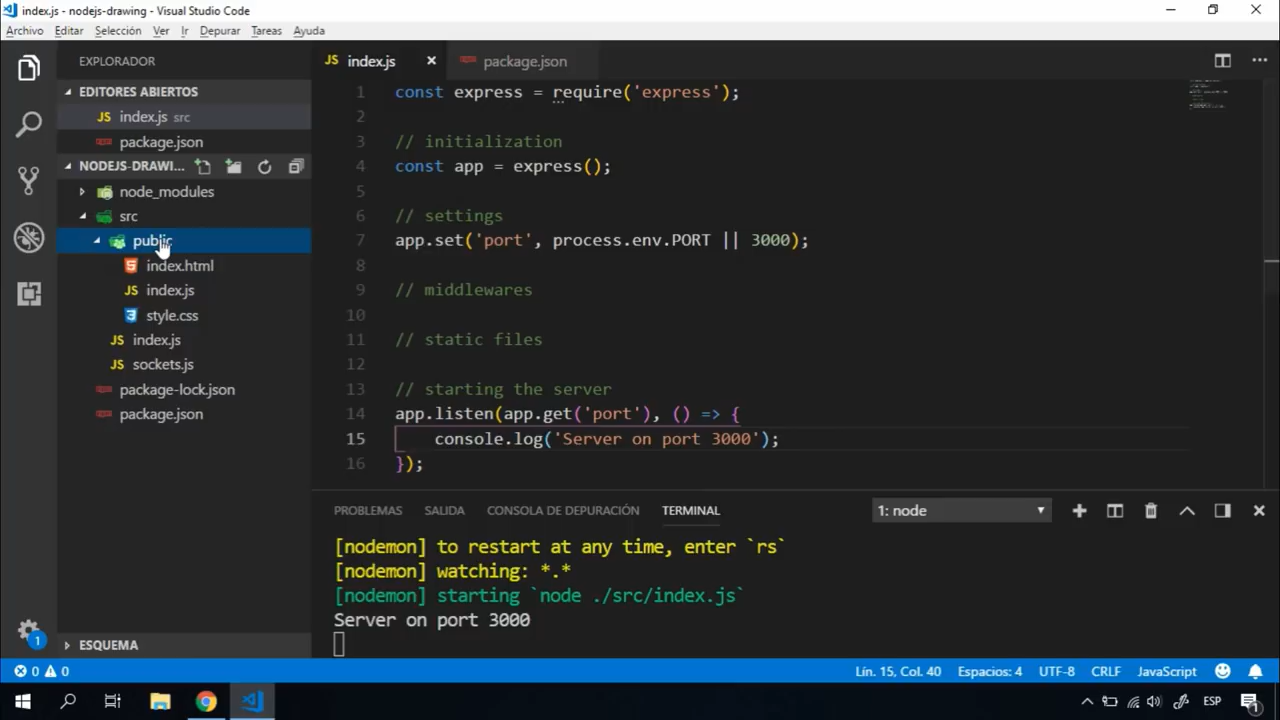 index.js - nodejs-drawing - Visual Studio Code
Archivo Editar Selección Ver Ir Depurar Tareas Ayuda
EXPLORADOR
EDITORES ABIERTOS
JS index.js src
package.json
NODEJS-DRAWI...
node_modules
src
public
index.html
JS index.js
style.css
JS index.js
JS sockets.js
package-lock.json
package.json
ESQUEMA
JS index.js package.json
1 const express = require('express');
2
3 // initialization
4 const app = express();
5
6 // settings
7 app.set('port', process.env.PORT || 3000);
8
9 // middlewares
10
11 // static files
12
13 // starting the server
14 app.listen(app.get('port'), () => {
15 console.log('Server on port 3000');
16 });
PROBLEMAS SALIDA CONSOLA DE DEPURACIÓN TERMINAL 1: node
[nodemon] to restart at any time, enter `rs`
[nodemon] watching: *.*
[nodemon] starting `node ./src/index.js`
Server on port 3000
1
0 0 Lín. 15, Col. 40 Espacios: 4 UTF-8 CRLF JavaScript
ESP 1